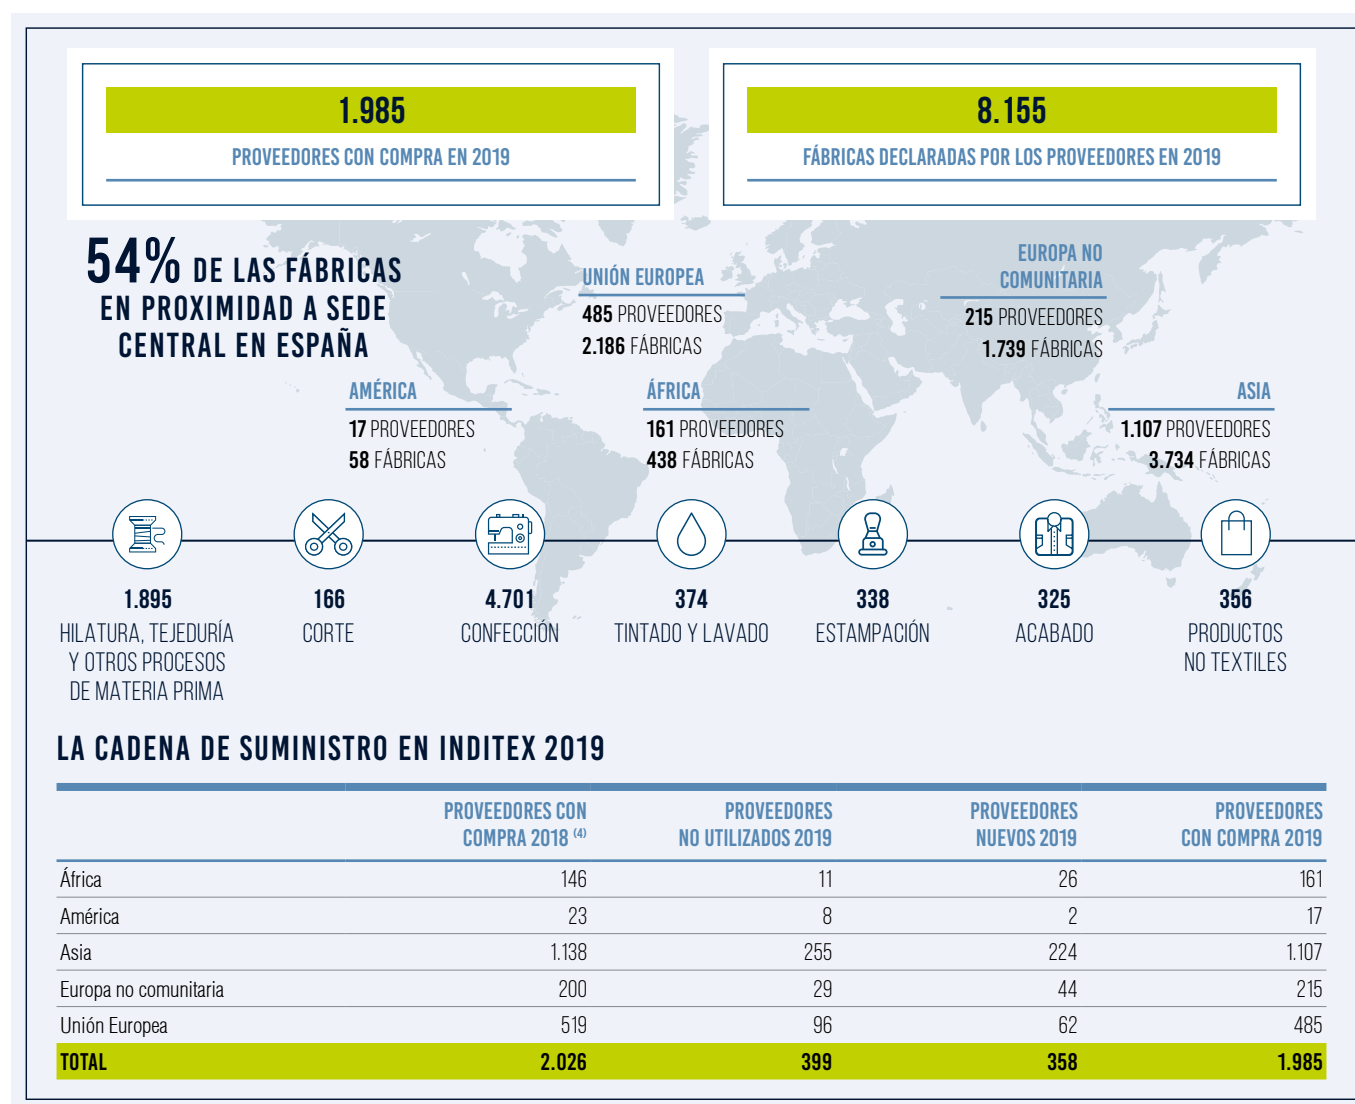 1.985
PROVEEDORES CON COMPRA EN 2019
8.155
FÁBRICAS DECLARADAS POR LOS PROVEEDORES EN 2019
54% DE LAS FÁBRICAS
EN PROXIMIDAD A SEDE
CENTRAL EN ESPAÑA
UNIÓN EUROPEA
485 PROVEEDORES
2.186 FÁBRICAS
EUROPA NO
COMUNITARIA
215 PROVEEDORES
1.739 FÁBRICAS
AMÉRICA
17 PROVEEDORES
58 FÁBRICAS
ÁFRICA
161 PROVEEDORES
438 FÁBRICAS
ASIA
1.107 PROVEEDORES
3.734 FÁBRICAS
1.895
HILATURA, TEJEDURÍA
Y OTROS PROCESOS
DE MATERIA PRIMA
166
CORTE
4.701
CONFECCIÓN
374
TINTADO Y LAVADO
338
ESTAMPACIÓN
325
ACABADO
356
PRODUCTOS
NO TEXTILES
LA CADENA DE SUMINISTRO EN INDITEX 2019
PROVEEDORES CON
COMPRA 2018 (4)
PROVEEDORES
NO UTILIZADOS 2019
PROVEEDORES
NUEVOS 2019
PROVEEDORES
CON COMPRA 2019
África 146 11 26 161
América 23 8 2 17
Asia 1.138 255 224 1.107
Europa no comunitaria 200 29 44 215
Unión Europea 519 96 62 485
TOTAL 2.026 399 358 1.985